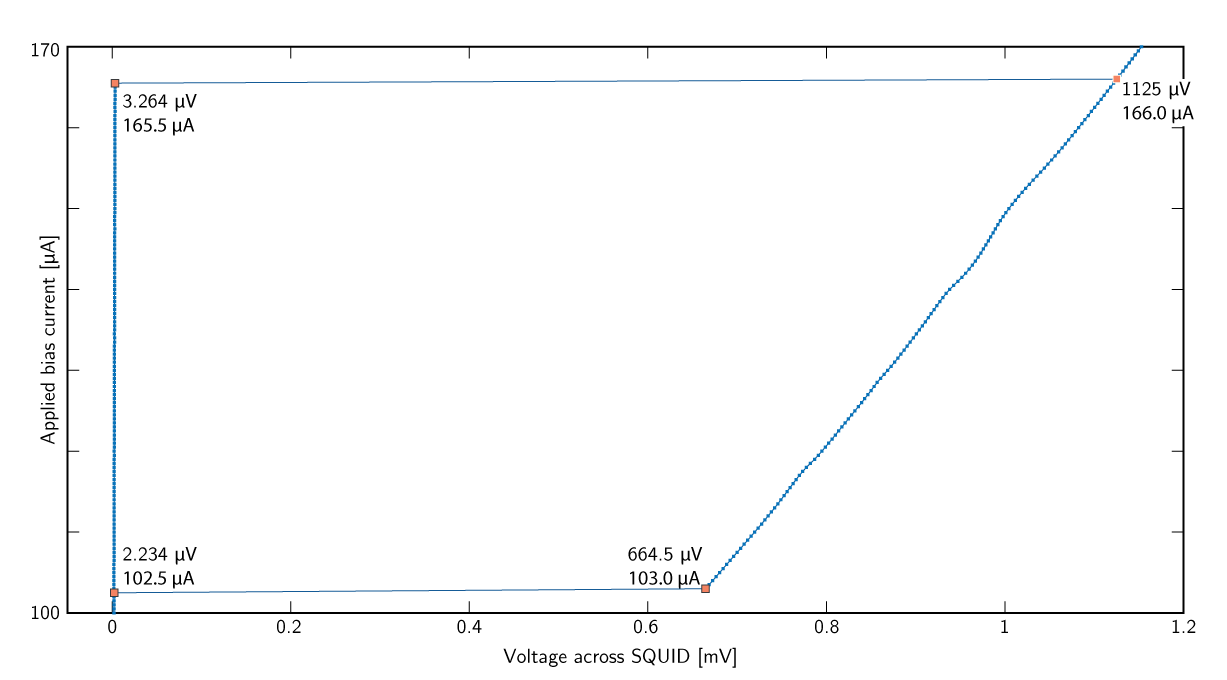 170
3.264 µV
165.5 µA
1125 µV
166.0 µA
Applied bias current [µA]
2.234 µV
102.5 µA
664.5 µV
103.0 µA
100
0 0.2 0.4 0.6 0.8 1 1.2
Voltage across SQUID [mV]